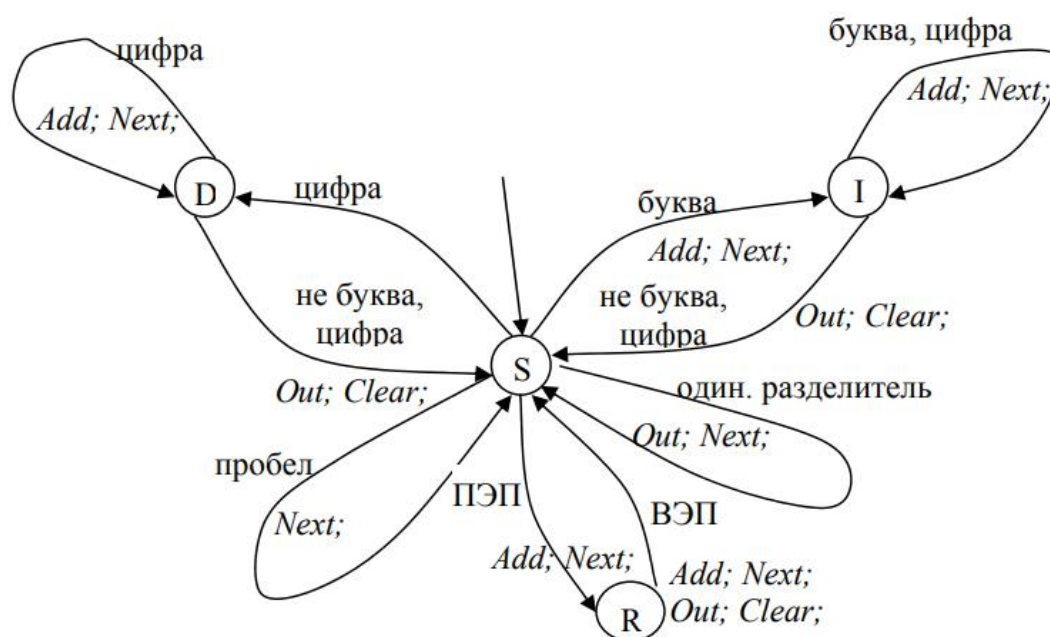 цифра
Add; Next;
D
цифра
не буква,
цифра
Out; Clear;
буква, цифра
Add; Next;
I
буква
Add; Next;
не буква,
цифра
Out; Clear;
S
один. разделитель
Out; Next;
пробел
Next;
ПЭП
Add; Next;
ВЭП
Add; Next;
Out; Clear;
R